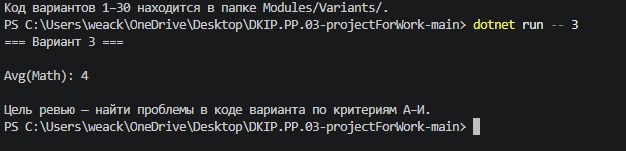 Код вариантов 1–30 находится в папке Modules/Variants/.
PS C:\Users\weack\OneDrive\Desktop\DKIP.PP.03-projectForWork-main> dotnet run -- 3
=== Вариант 3 ===
Avg(Math): 4
Цель ревью — найти проблемы в коде варианта по критериям А–И.
PS C:\Users\weack\OneDrive\Desktop\DKIP.PP.03-projectForWork-main>